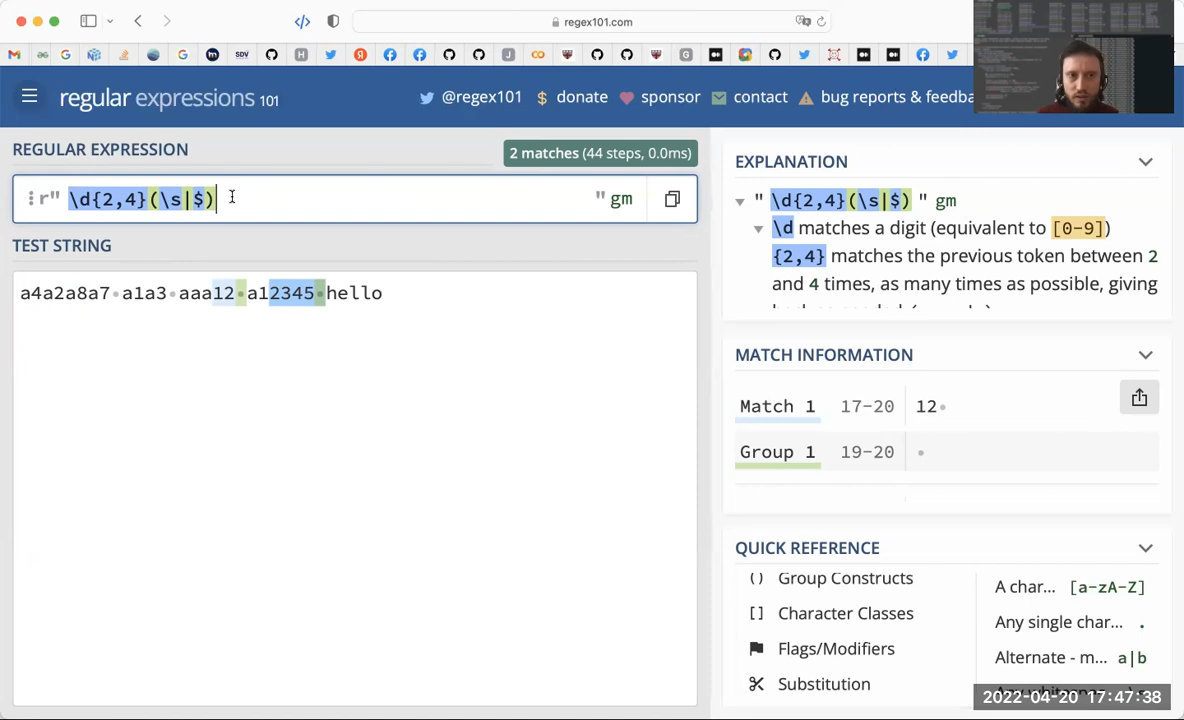 regex101.com
SDV
regular expressions 101
@regex101
donate
sponsor
contact
bug reports & feedba
REGULAR EXPRESSION
2 matches (44 steps, 0.0ms)
r" \d{2,4}(\s|$) " gm
TEST STRING
a4a2a8a7·a1a3·aaa12·a12345·hello
EXPLANATION
" \d{2,4}(\s|$) " gm
\d matches a digit (equivalent to [0-9])
{2,4} matches the previous token between 2
and 4 times, as many times as possible, giving
MATCH INFORMATION
Match 1 17-20 12·
Group 1 19-20 ·
QUICK REFERENCE
() Group Constructs
[] Character Classes
Flags/Modifiers
Substitution
A char... [a-zA-Z]
Any single char... .
Alternate - m... a|b
2022-04-20 17:47:38